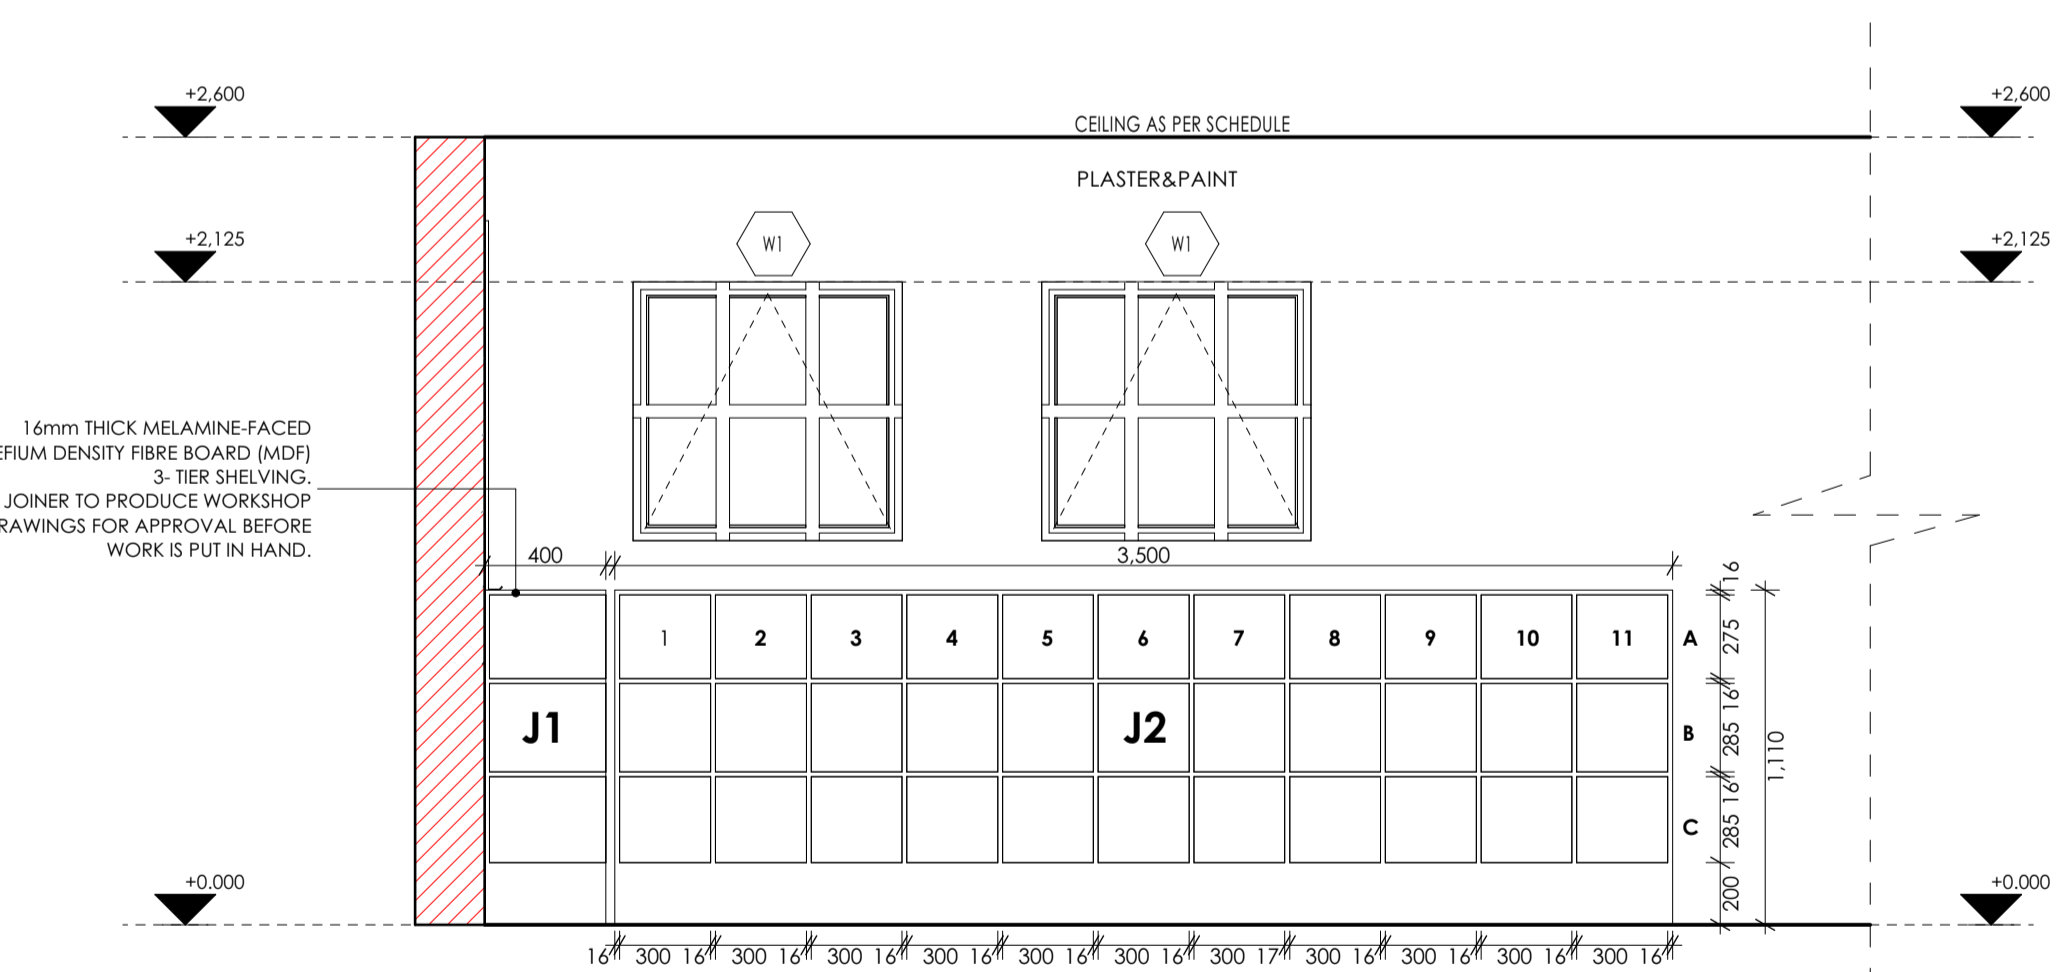 +2,600
+2,600
CEILING AS PER SCHEDULE
PLASTER&PAINT
+2,125
W1
W1
+2,125
16mm THICK MELAMINE-FACED
EFIUM DENSITY FIBRE BOARD (MDF)
3- TIER SHELVING.
JOINER TO PRODUCE WORKSHOP
RAWINGS FOR APPROVAL BEFORE
WORK IS PUT IN HAND.
400
3,500
16
1 2 3 4 5 6 7 8 9 10 11 A
275
16
J1
J2
B
285
1,110
16
C
285
200
+0.000
+0.000
16 300 16 300 16 300 16 300 16 300 16 300 16 300 17 300 16 300 16 300 16 300 16